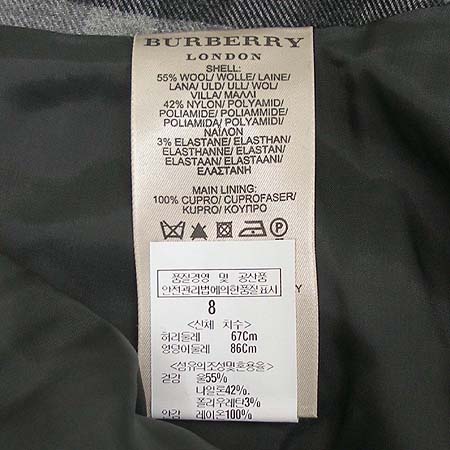 BURBERRY
LONDON
SHELL:
55% WOOL/ WOLLE/ LAINE/
LANA/ ULD/ ULL/ WOL/
VILLA/ ΜΑΛΛΙ
42% NYLON/ POLYAMID/
POLIAMIDE/ POLIAMMIDE/
POLIAMIDA/ POLYAMIDI/
ΝΑΪΛΟΝ
3% ELASTANE/ ELASTHAN/
ELASTHANNE/ ELASTAN/
ELASTAAN/ ELASTAANI/
ΕΛΑΣΤΑΝΗ
MAIN LINING:
100% CUPRO/ CUPROFASER/
KUPRO/ ΚΟΥΠΡΟ
Y
품질경영 및 공산품
안전관리법에의한품질표시
8
<신체 치수>
허리둘레 67Cm
엉덩이둘레 86Cm
<섬유의조성및혼용율>
겉감 울55%
나일론42%.
폴리우레탄3%
안감 레이온100%